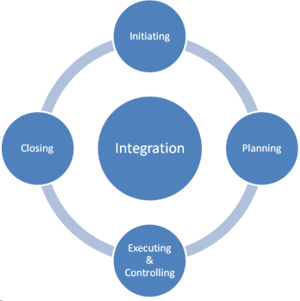 Initiating
Closing
Integration
Planning
Executing
&
Controlling